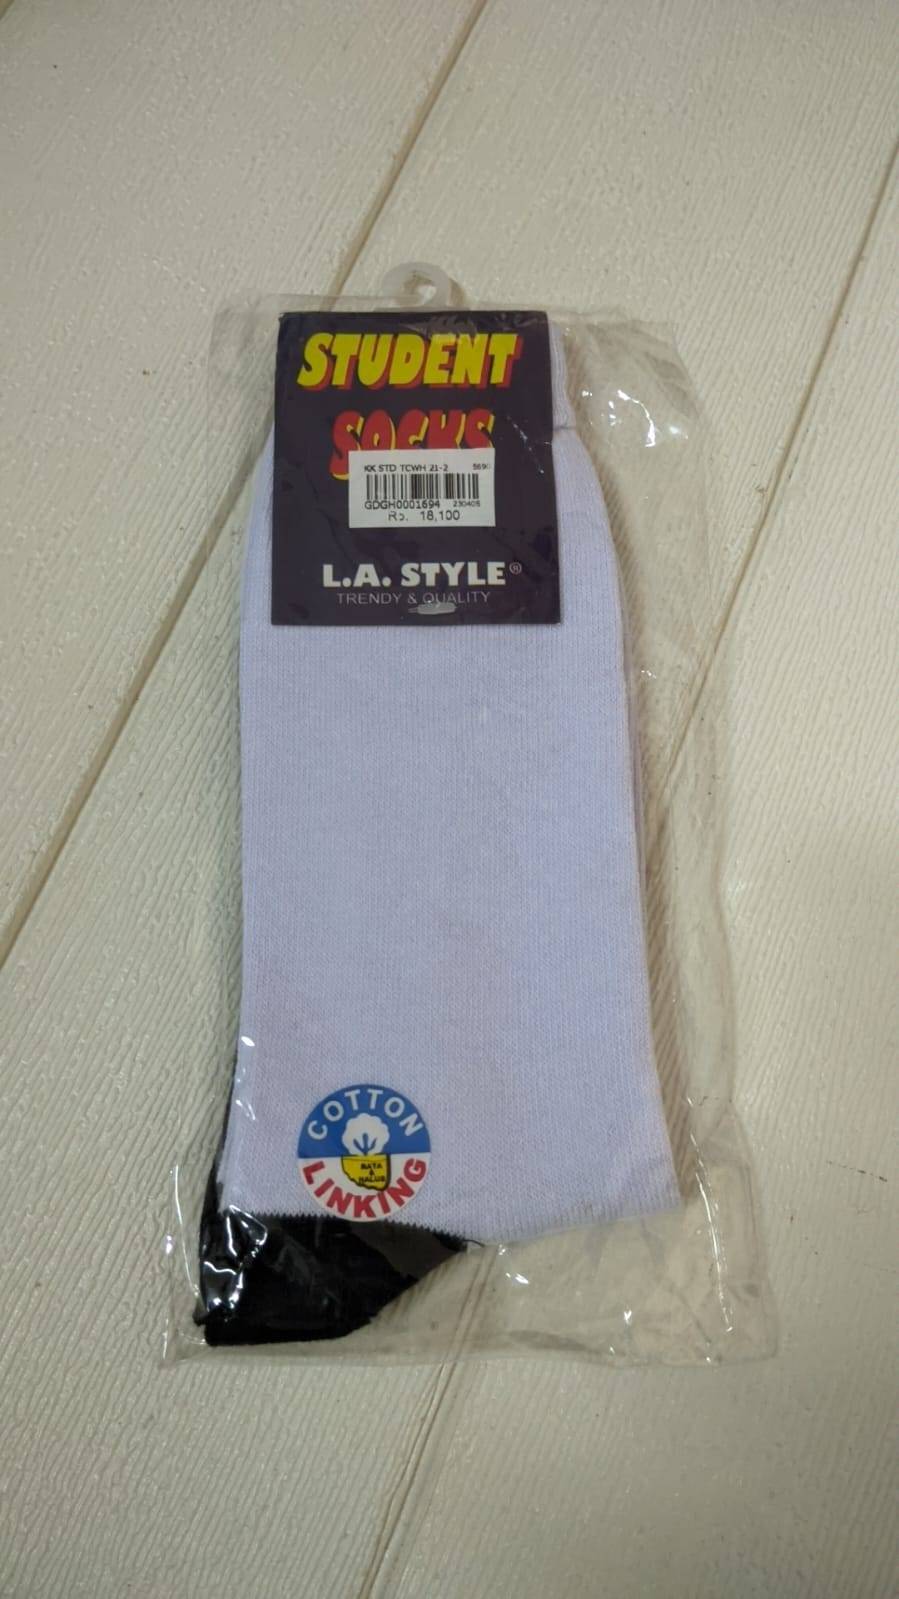 STUDENT
SOCKS
KK STD TCWH 21-2 5690
GDGH0001694 230405
Rp. 18,100
L.A. STYLE®
TRENDY & QUALITY
COTTON
RATA
&
HALUS
LINKING